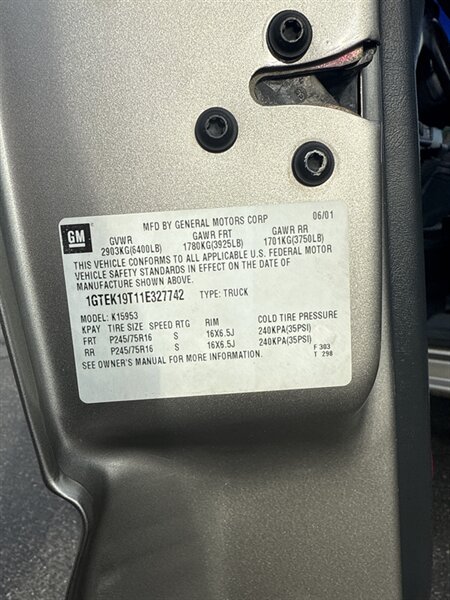 GM
MFD BY GENERAL MOTORS CORP 06/01
GVWR GAWR FRT GAWR RR
2903KG(6400LB) 1780KG(3925LB) 1701KG(3750LB)
THIS VEHICLE CONFORMS TO ALL APPLICABLE U.S. FEDERAL MOTOR
VEHICLE SAFETY STANDARDS IN EFFECT ON THE DATE OF
MANUFACTURE SHOWN ABOVE.
1GTEK19T11E327742 TYPE: TRUCK
MODEL: K15953
KPAY TIRE SIZE SPEED RTG RIM COLD TIRE PRESSURE
FRT P245/75R16 S 16X6.5J 240KPA(35PSI)
RR P245/75R16 S 16X6.5J 240KPA(35PSI)
SEE OWNER'S MANUAL FOR MORE INFORMATION.
F 303
T 298